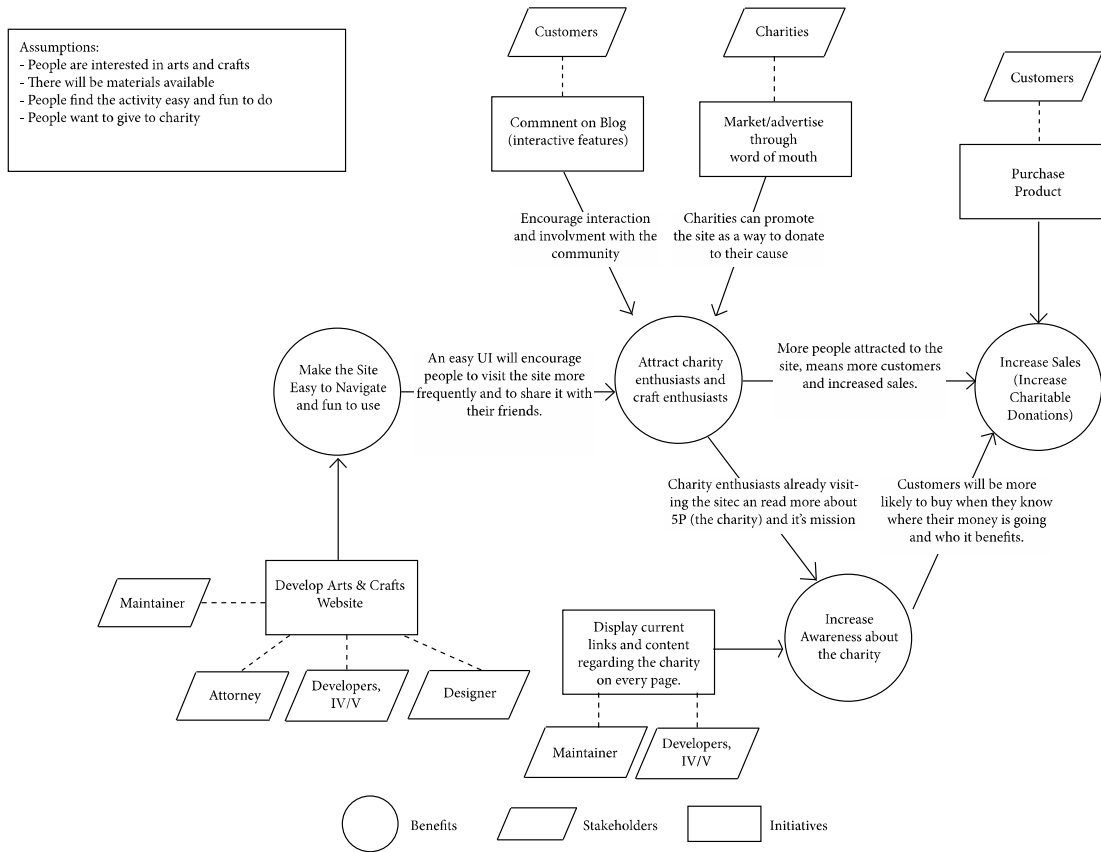 Assumptions:
- People are interested in arts and crafts
- There will be materials available
- People find the activity easy and fun to do
- People want to give to charity
Customers
Charities
Customers
Commnent on Blog
(interactive features)
Market/advertise
through
word of mouth
Purchase
Product
Encourage interaction
and involvment with the
community
Charities can promote
the site as a way to donate
to their cause
Make the Site
Easy to Navigate
and fun to use
An easy UI will encourage
people to visit the site more
frequently and to share it with
their friends.
Attract charity
enthusiasts and
craft enthusiasts
More people attracted to the
site, means more customers
and increased sales.
Increase Sales
(Increase
Charitable
Donations)
Charity enthusiasts already visit-
ing the sitec an read more about
5P (the charity) and it's mission
Customers will be more
likely to buy when they know
where their money is going
and who it benefits.
Maintainer
Develop Arts & Crafts
Website
Attorney
Developers,
IV/V
Designer
Display current
links and content
regarding the charity
on every page.
Increase
Awareness about
the charity
Maintainer
Developers,
IV/V
Benefits
Stakeholders
Initiatives